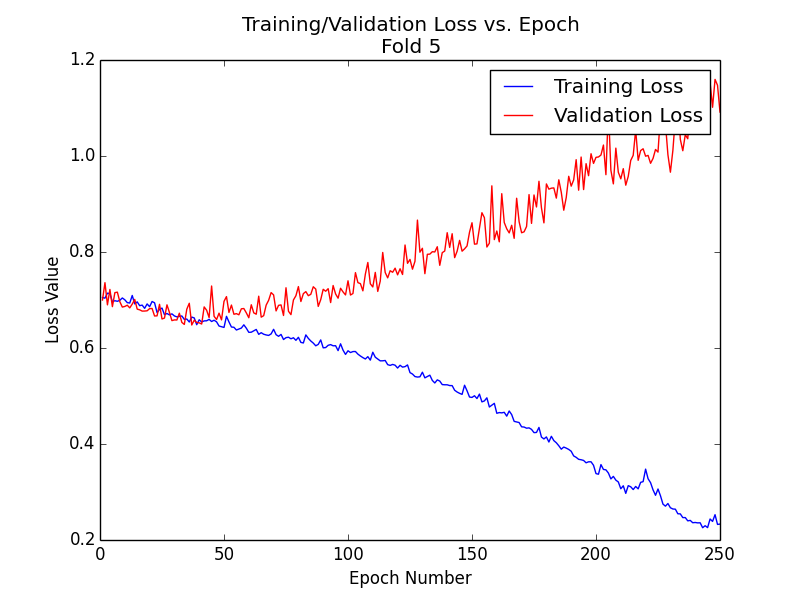 Training/Validation Loss vs. Epoch
Fold 5
Training Loss
Validation Loss
1.2
1.0
0.8
0.6
0.4
0.2
Loss Value
0 50 100 150 200 250
Epoch Number